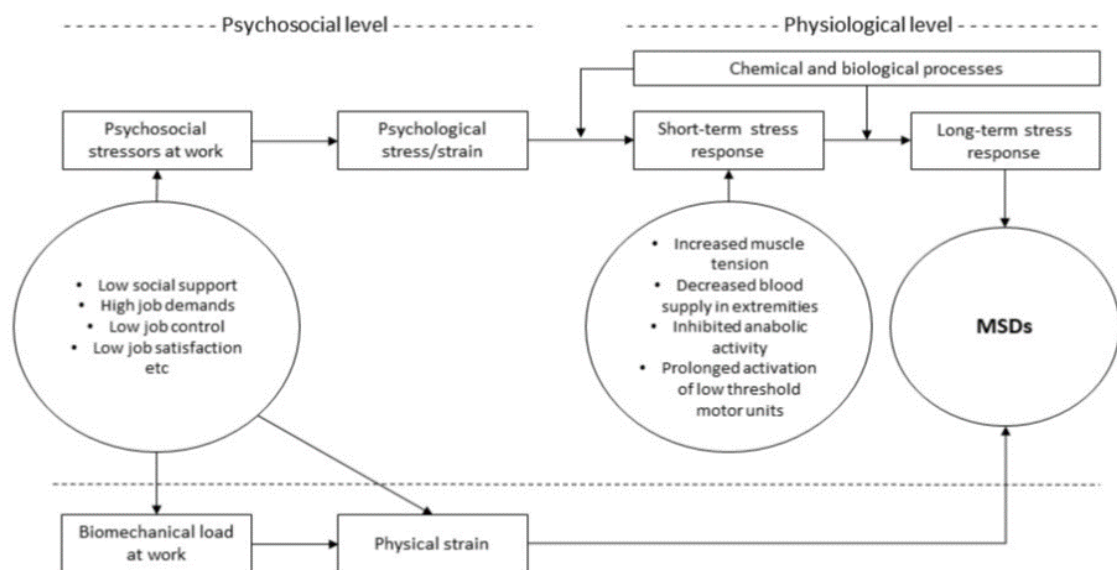 Psychosocial level
Physiological level
Chemical and biological processes
Psychosocial
stressors at work
Psychological
stress/strain
Short-term stress
response
Long-term stress
response
• Low social support
• High job demands
• Low job control
• Low job satisfaction
etc
• Increased muscle
tension
• Decreased blood
supply in extremities
• Inhibited anabolic
activity
• Prolonged activation
of low threshold
motor units
MSDs
Biomechanical load
at work
Physical strain